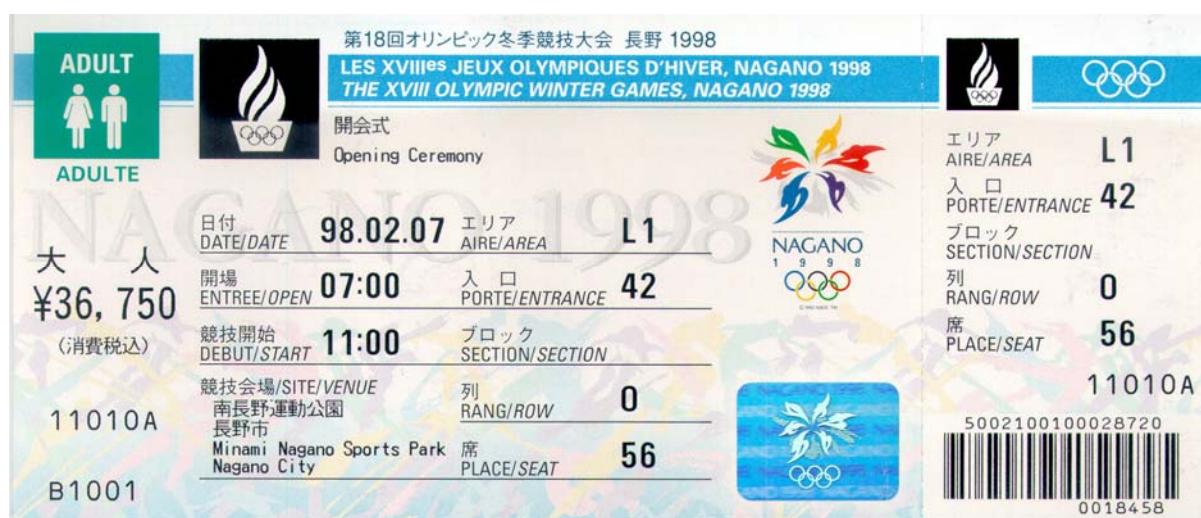 ADULT
ADULTE
大 人
¥36,750
(消費税込)
11010A
B1001
第18回オリンピック冬季競技大会 長野 1998
LES XVIIIes JEUX OLYMPIQUES D'HIVER, NAGANO 1998
THE XVIII OLYMPIC WINTER GAMES, NAGANO 1998
開会式
Opening Ceremony
NAGANO 1998
日付
DATE/DATE 98.02.07
開場
ENTREE/OPEN 07:00
競技開始
DEBUT/START 11:00
競技会場/SITE/VENUE
南長野運動公園
長野市
Minami Nagano Sports Park
Nagano City
エリア
AIRE/AREA L1
入 口
PORTE/ENTRANCE 42
ブロック
SECTION/SECTION
列
RANG/ROW 0
席
PLACE/SEAT 56
NAGANO
1 9 9 8
エリア
AIRE/AREA L1
入 口
PORTE/ENTRANCE 42
ブロック
SECTION/SECTION
列
RANG/ROW 0
席
PLACE/SEAT 56
11010A
5002100100028720
0018458